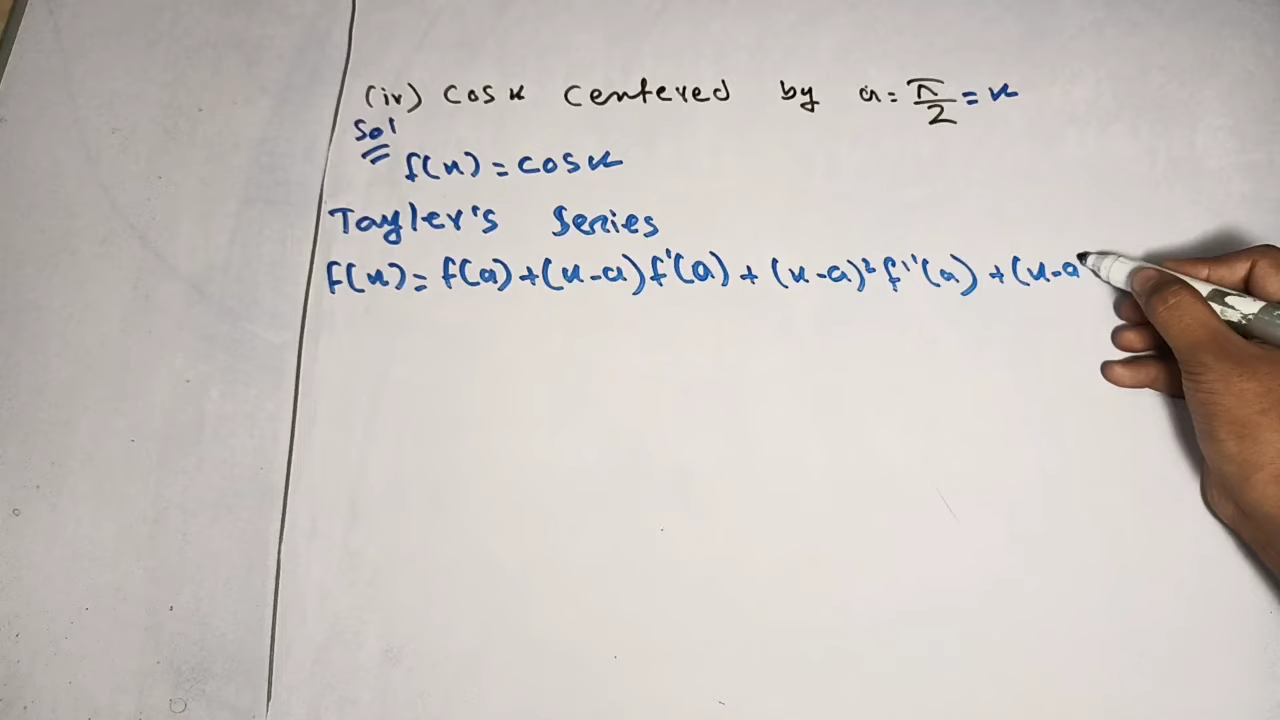 (iv) cos x centered by a = π/2 = x
Sol
f(x) = cos x
Tayler's Series
f(x) = f(a) + (x-a) f'(a) + (x-a)² f''(a) + (x-a